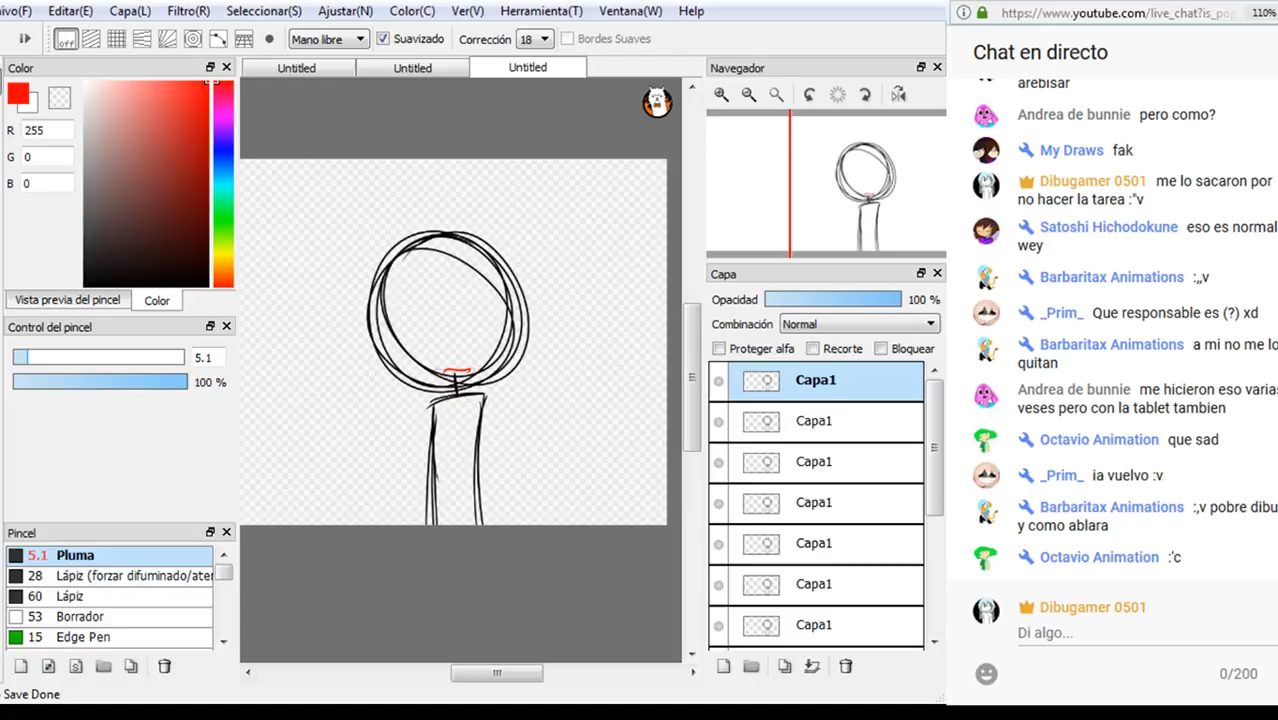 ivo(F) Editar(E) Capa(L) Filtro(R) Seleccionar(S) Ajustar(N) Color(C) Ver(V) Herramienta(T) Ventana(W) Help
off Mano libre Suavizado Corrección 18 Bordes Suaves
Color
R 255
G 0
B 0
Vista previa del pincel Color
Control del pincel
5.1
100 %
Pincel
5.1 Pluma
28 Lápiz (forzar difuminado/ater
60 Lápiz
53 Borrador
15 Edge Pen
Save Done
Untitled Untitled Untitled
Navegador
Capa
Opacidad 100 %
Combinación Normal
Proteger alfa Recorte Bloquear
Capa1
Capa1
Capa1
Capa1
Capa1
Capa1
Capa1
https://www.youtube.com/live_chat?is_pop 110%
Chat en directo
arebisar
Andrea de bunnie pero como?
My Draws fak
Dibugamer 0501 me lo sacaron por
no hacer la tarea :"v
Satoshi Hichodokune eso es normal
wey
Barbaritax Animations :,,v
_Prim_ Que responsable es (?) xd
Barbaritax Animations a mi no me lo
quitan
Andrea de bunnie me hicieron eso varias
veses pero con la tablet tambien
Octavio Animation que sad
_Prim_ ia vuelvo :v
Barbaritax Animations :,v pobre dibu
y como ablara
Octavio Animation :'c
Dibugamer 0501
Di algo...
0/200